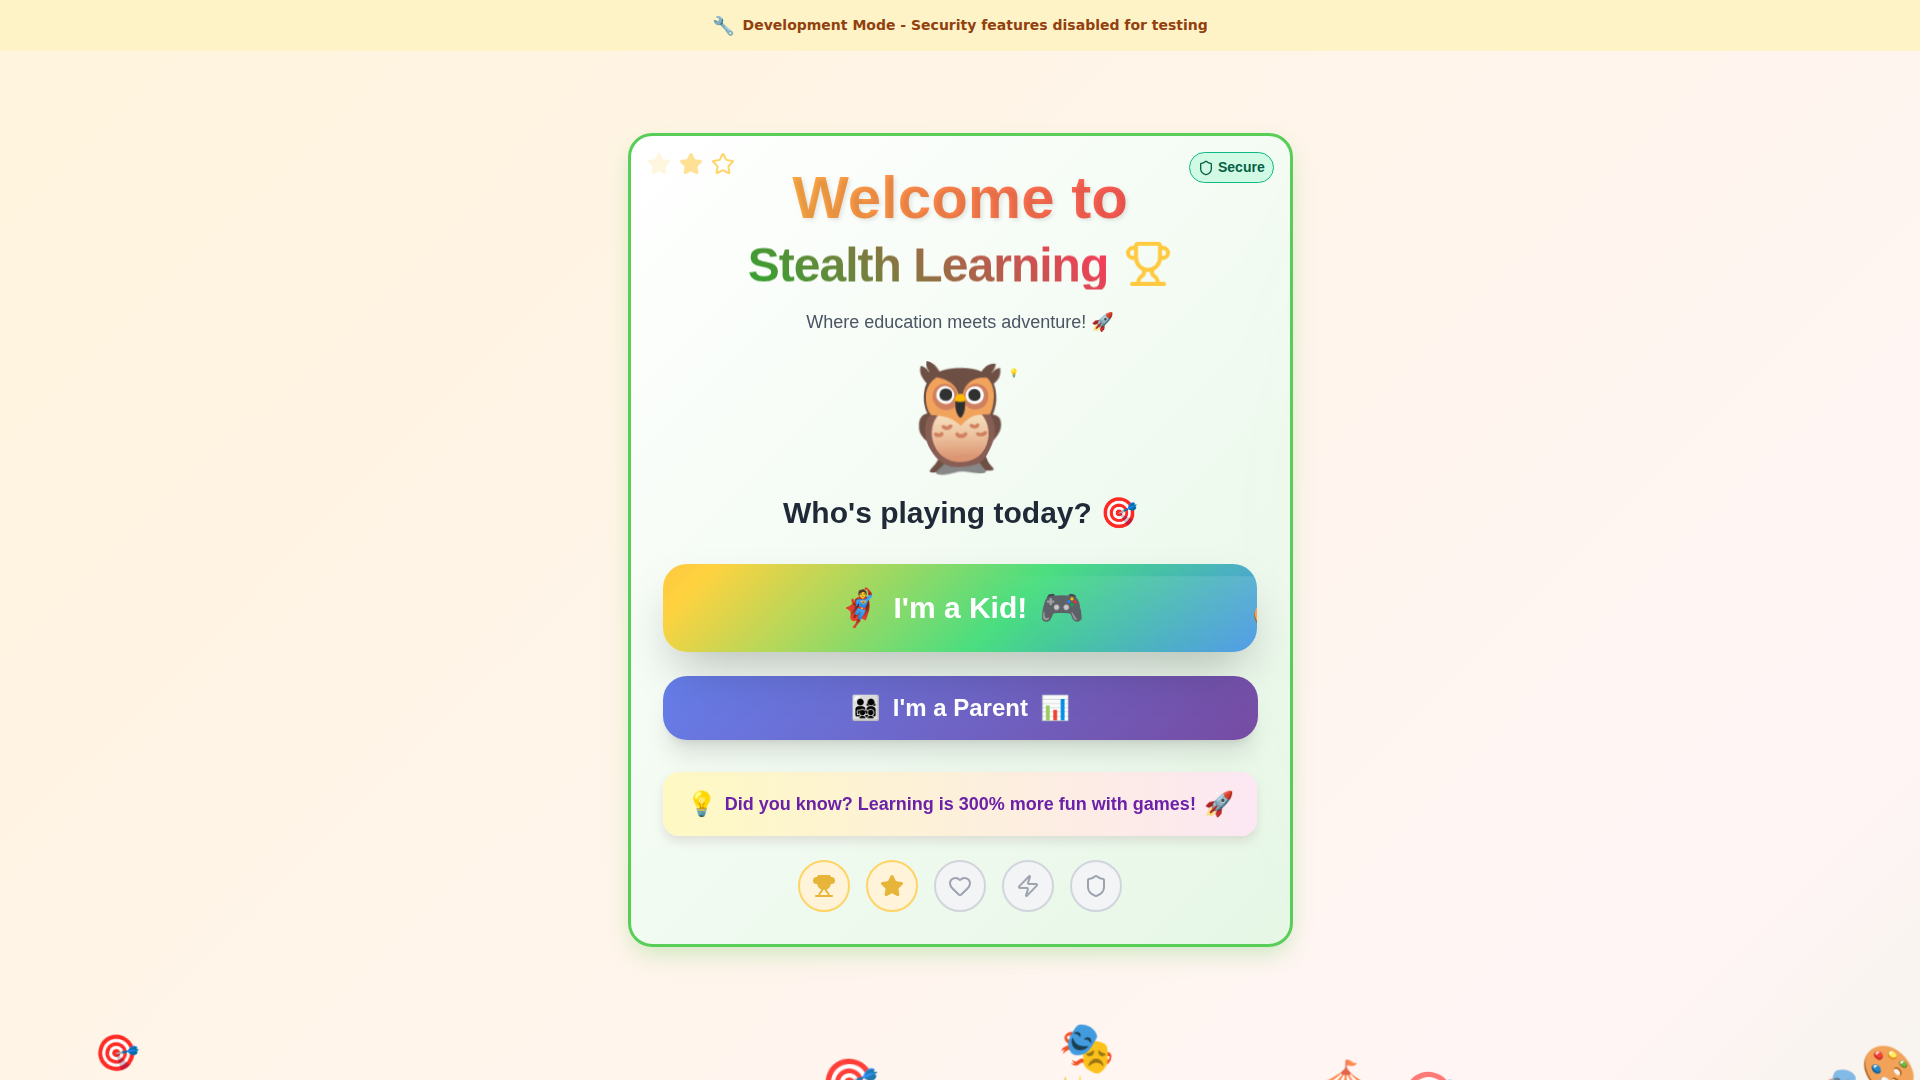 Development Mode - Security features disabled for testing
Secure
Welcome to
Stealth Learning
Where education meets adventure!
Who's playing today?
I'm a Kid!
I'm a Parent
Did you know? Learning is 300% more fun with games!